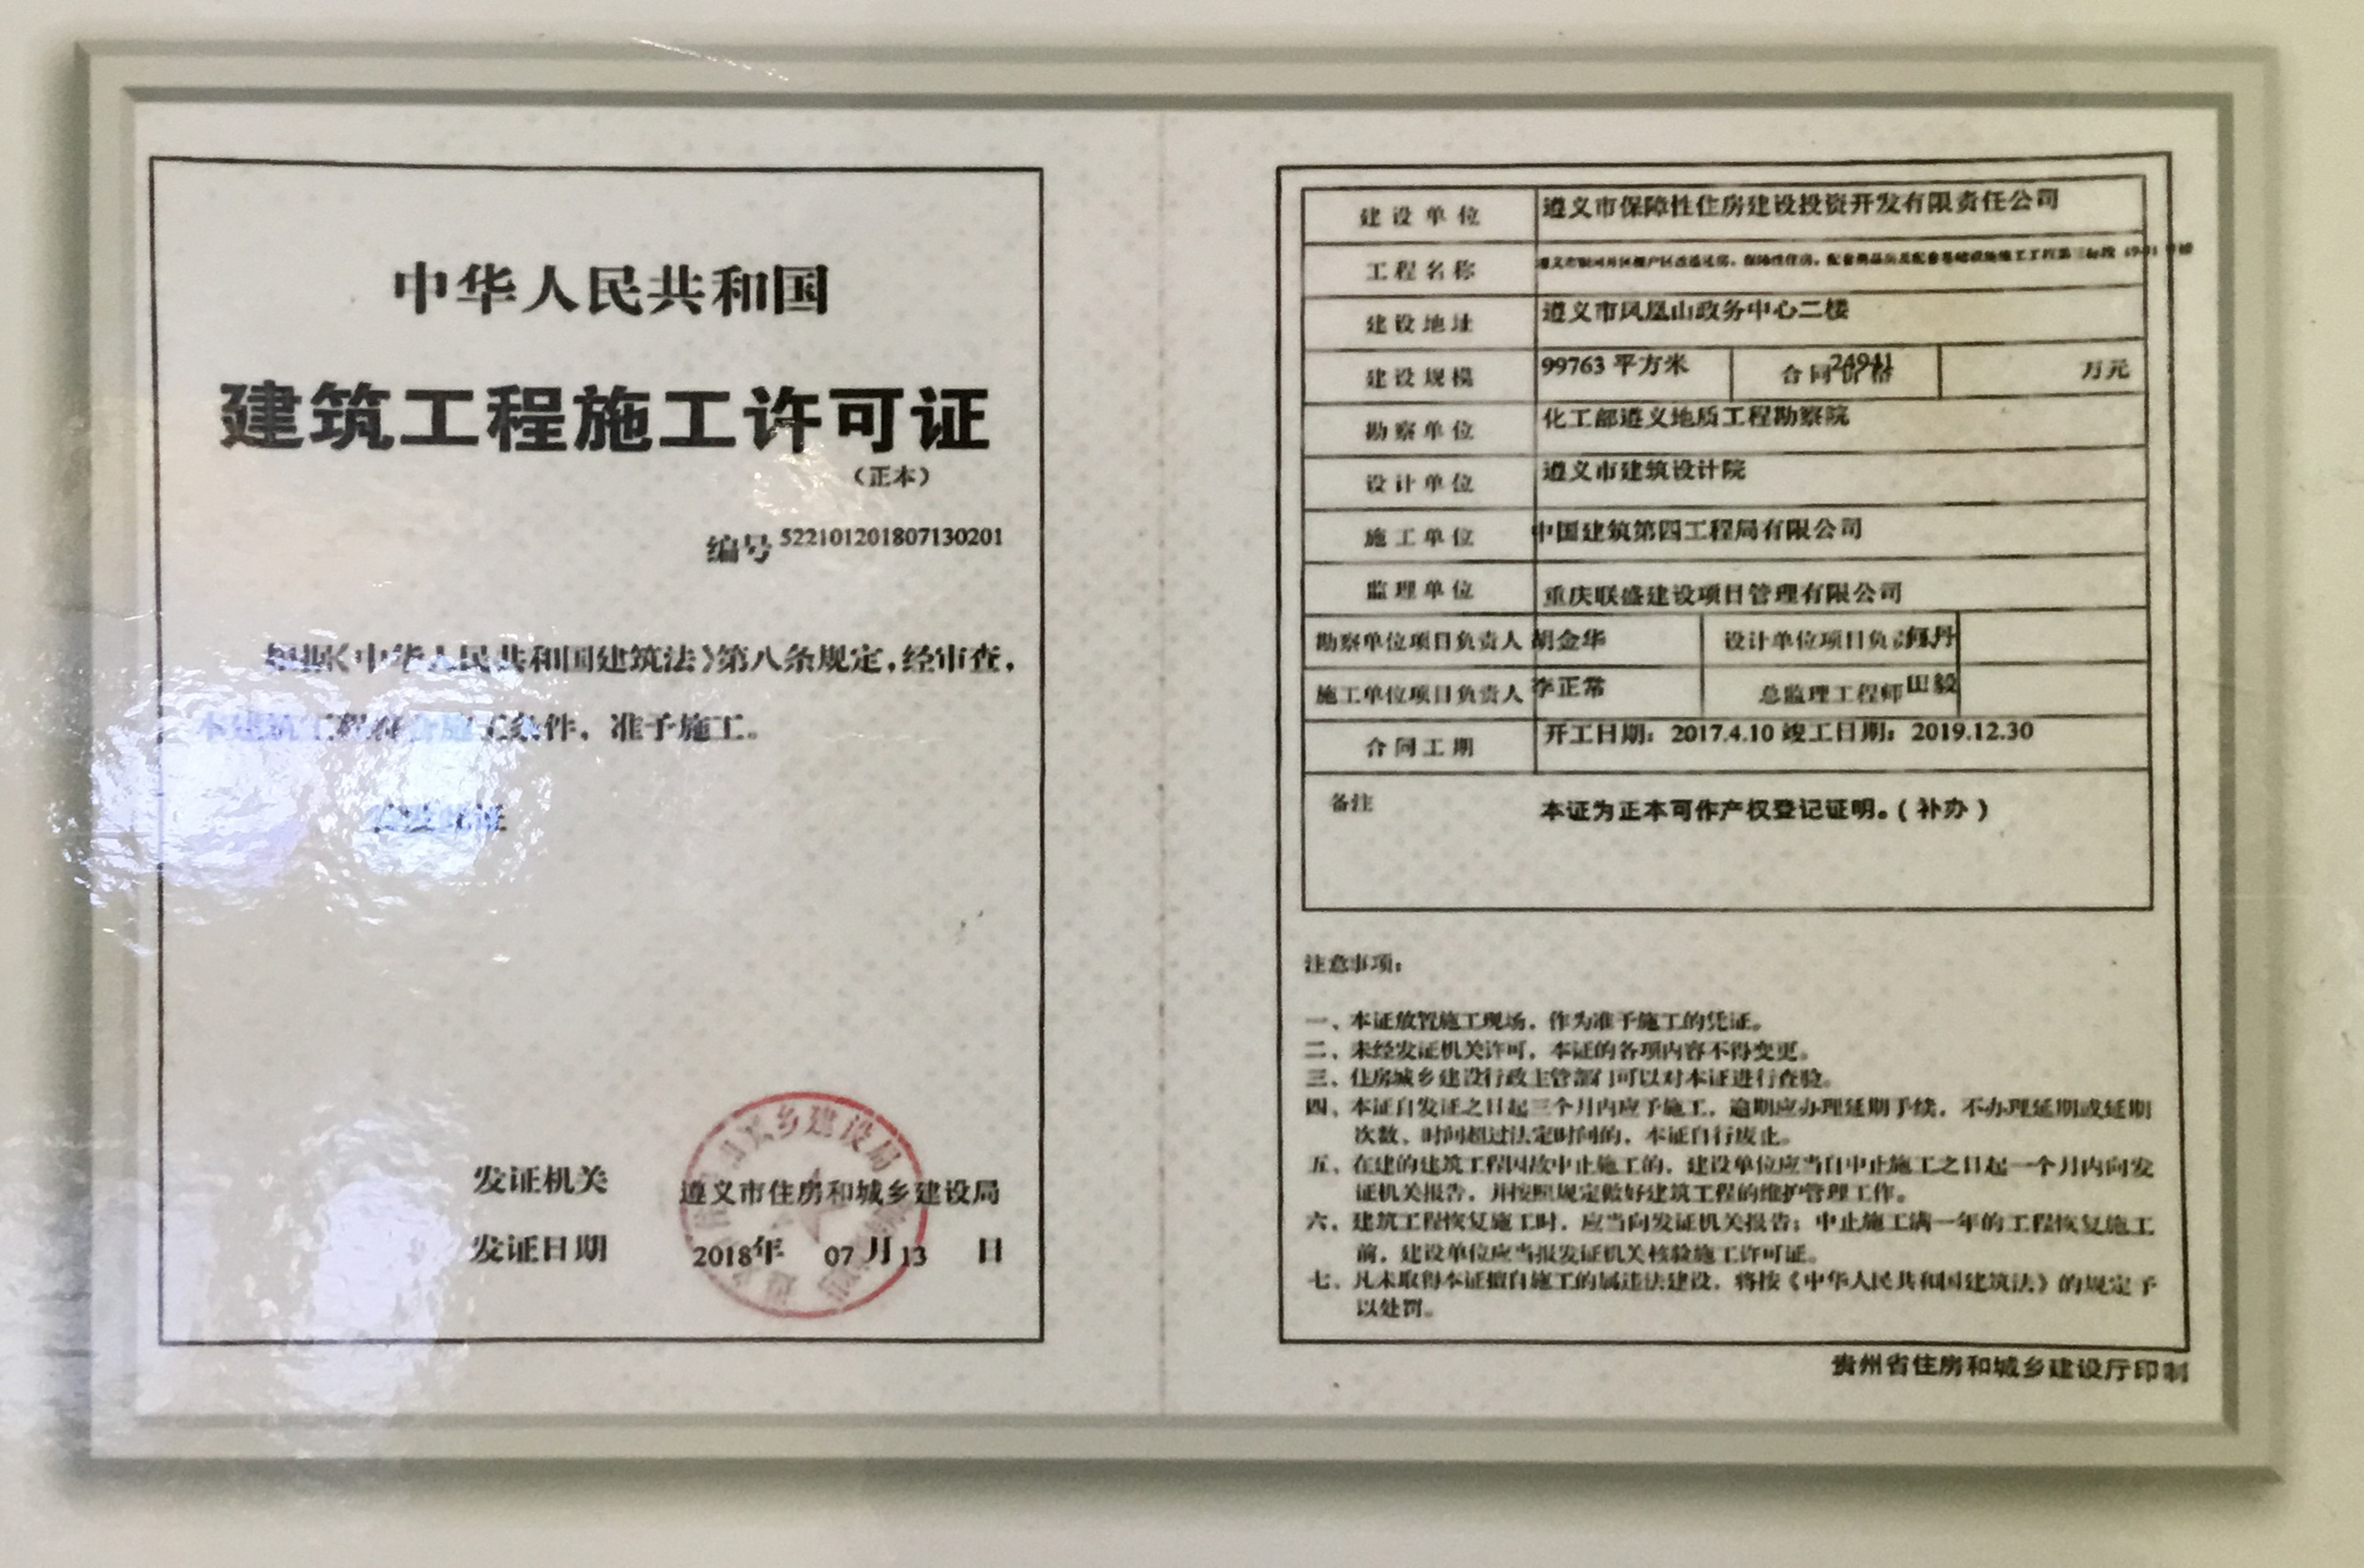 中华人民共和国
建筑工程施工许可证
（正本）
编号 522101201807130201
根据《中华人民共和国建筑法》第八条规定，经审查，
本建筑工程符合施工条件，准予施工。
特发此证
发证机关 遵义市住房和城乡建设局
发证日期 2018年 07 月 13 日
建设单位 遵义市保障性住房建设投资开发有限责任公司
工程名称
建设地址 遵义市凤凰山政务中心二楼
建设规模 99763 平方米 合同价格 24941 万元
勘察单位 化工部遵义地质工程勘察院
设计单位 遵义市建筑设计院
施工单位 中国建筑第四工程局有限公司
监理单位 重庆联盛建设项目管理有限公司
勘察单位项目负责人 胡金华 设计单位项目负责 何丹
施工单位项目负责人 李正常 总监理工程师 田毅
合同工期 开工日期：2017.4.10 竣工日期：2019.12.30
备注 本证为正本可作产权登记证明。（补办）
注意事项：
一、本证放置施工现场，作为准予施工的凭证。
二、未经发证机关许可，本证的各项内容不得变更。
三、住房城乡建设行政主管部门可以对本证进行查验。
四、本证自发证之日起三个月内应予施工，逾期应办理延期手续，不办理延期或延期
次数、时间超过法定时间的，本证自行废止。
五、在建的建筑工程因故中止施工的，建设单位应当自中止施工之日起一个月内向发
证机关报告，并按照规定做好建筑工程的维护管理工作。
六、建筑工程恢复施工时，应当向发证机关报告；中止施工满一年的工程恢复施工
前，建设单位应当报发证机关核验施工许可证。
七、凡未取得本证擅自施工的属违法建设，将按《中华人民共和国建筑法》的规定予
以处罚。
贵州省住房和城乡建设厅印制